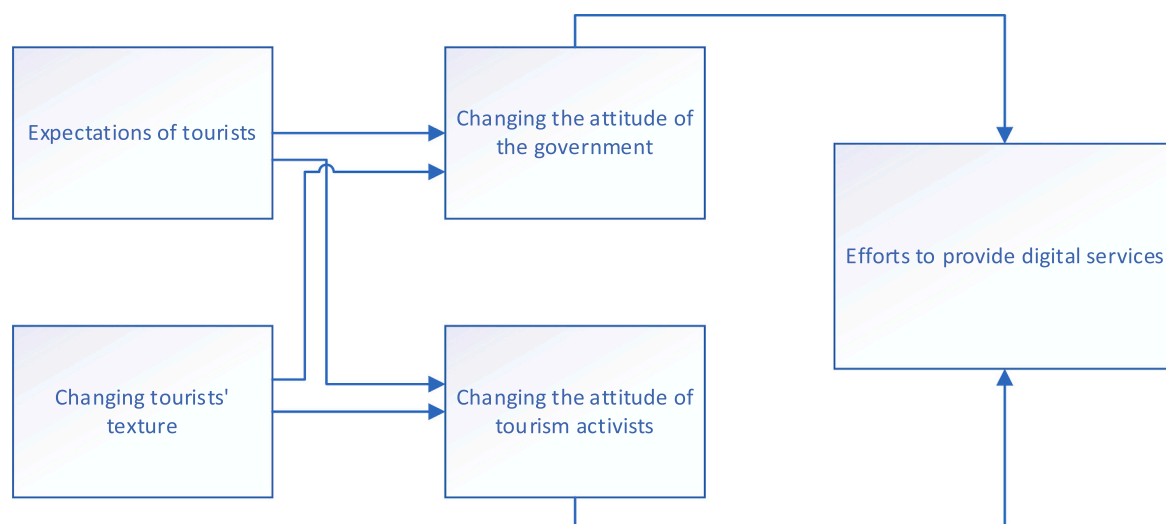 Expectations of tourists
Changing the attitude of
the government
Efforts to provide digital services
Changing tourists'
texture
Changing the attitude of
tourism activists